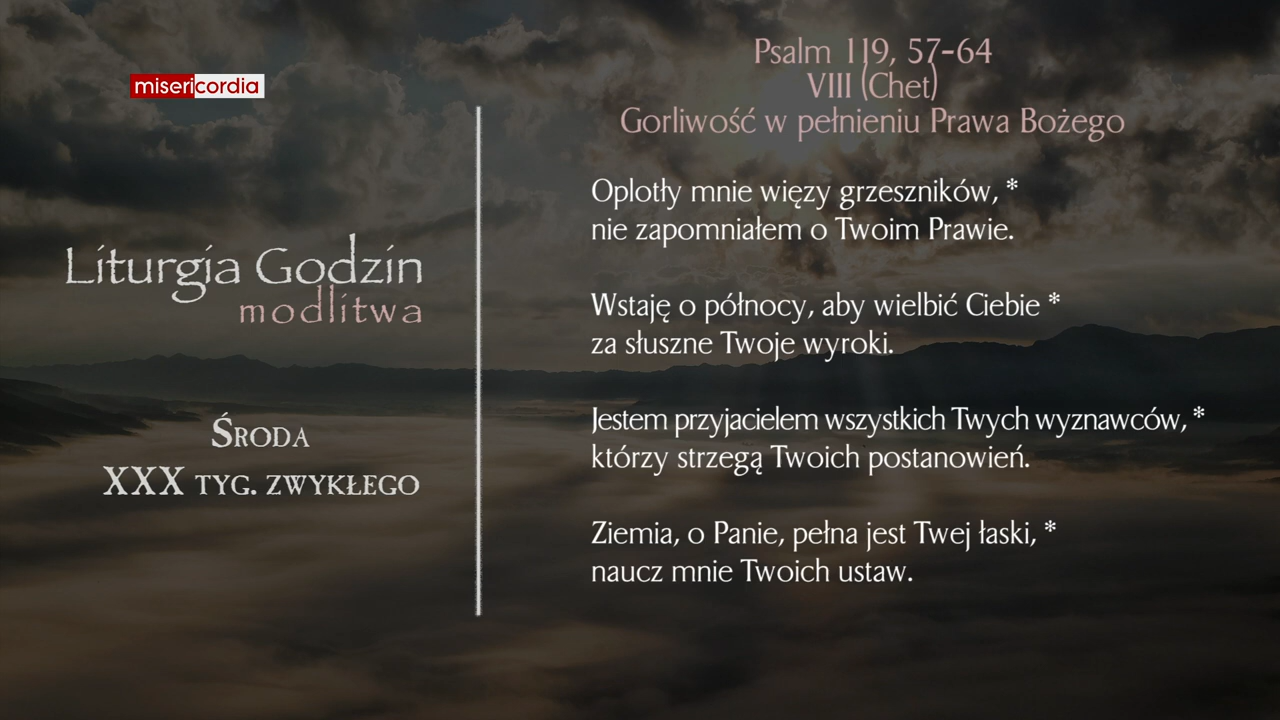 misericordia
Liturgia Godzin
modlitwa
Środa
XXX tyg. zwykłego
Psalm 119, 57-64
VIII (Chet)
Gorliwość w pełnieniu Prawa Bożego
Oplotły mnie więzy grzeszników, *
nie zapomniałem o Twoim Prawie.
Wstaję o północy, aby wielbić Ciebie *
za słuszne Twoje wyroki.
Jestem przyjacielem wszystkich Twych wyznawców, *
którzy strzegą Twoich postanowień.
Ziemia, o Panie, pełna jest Twej łaski, *
naucz mnie Twoich ustaw.